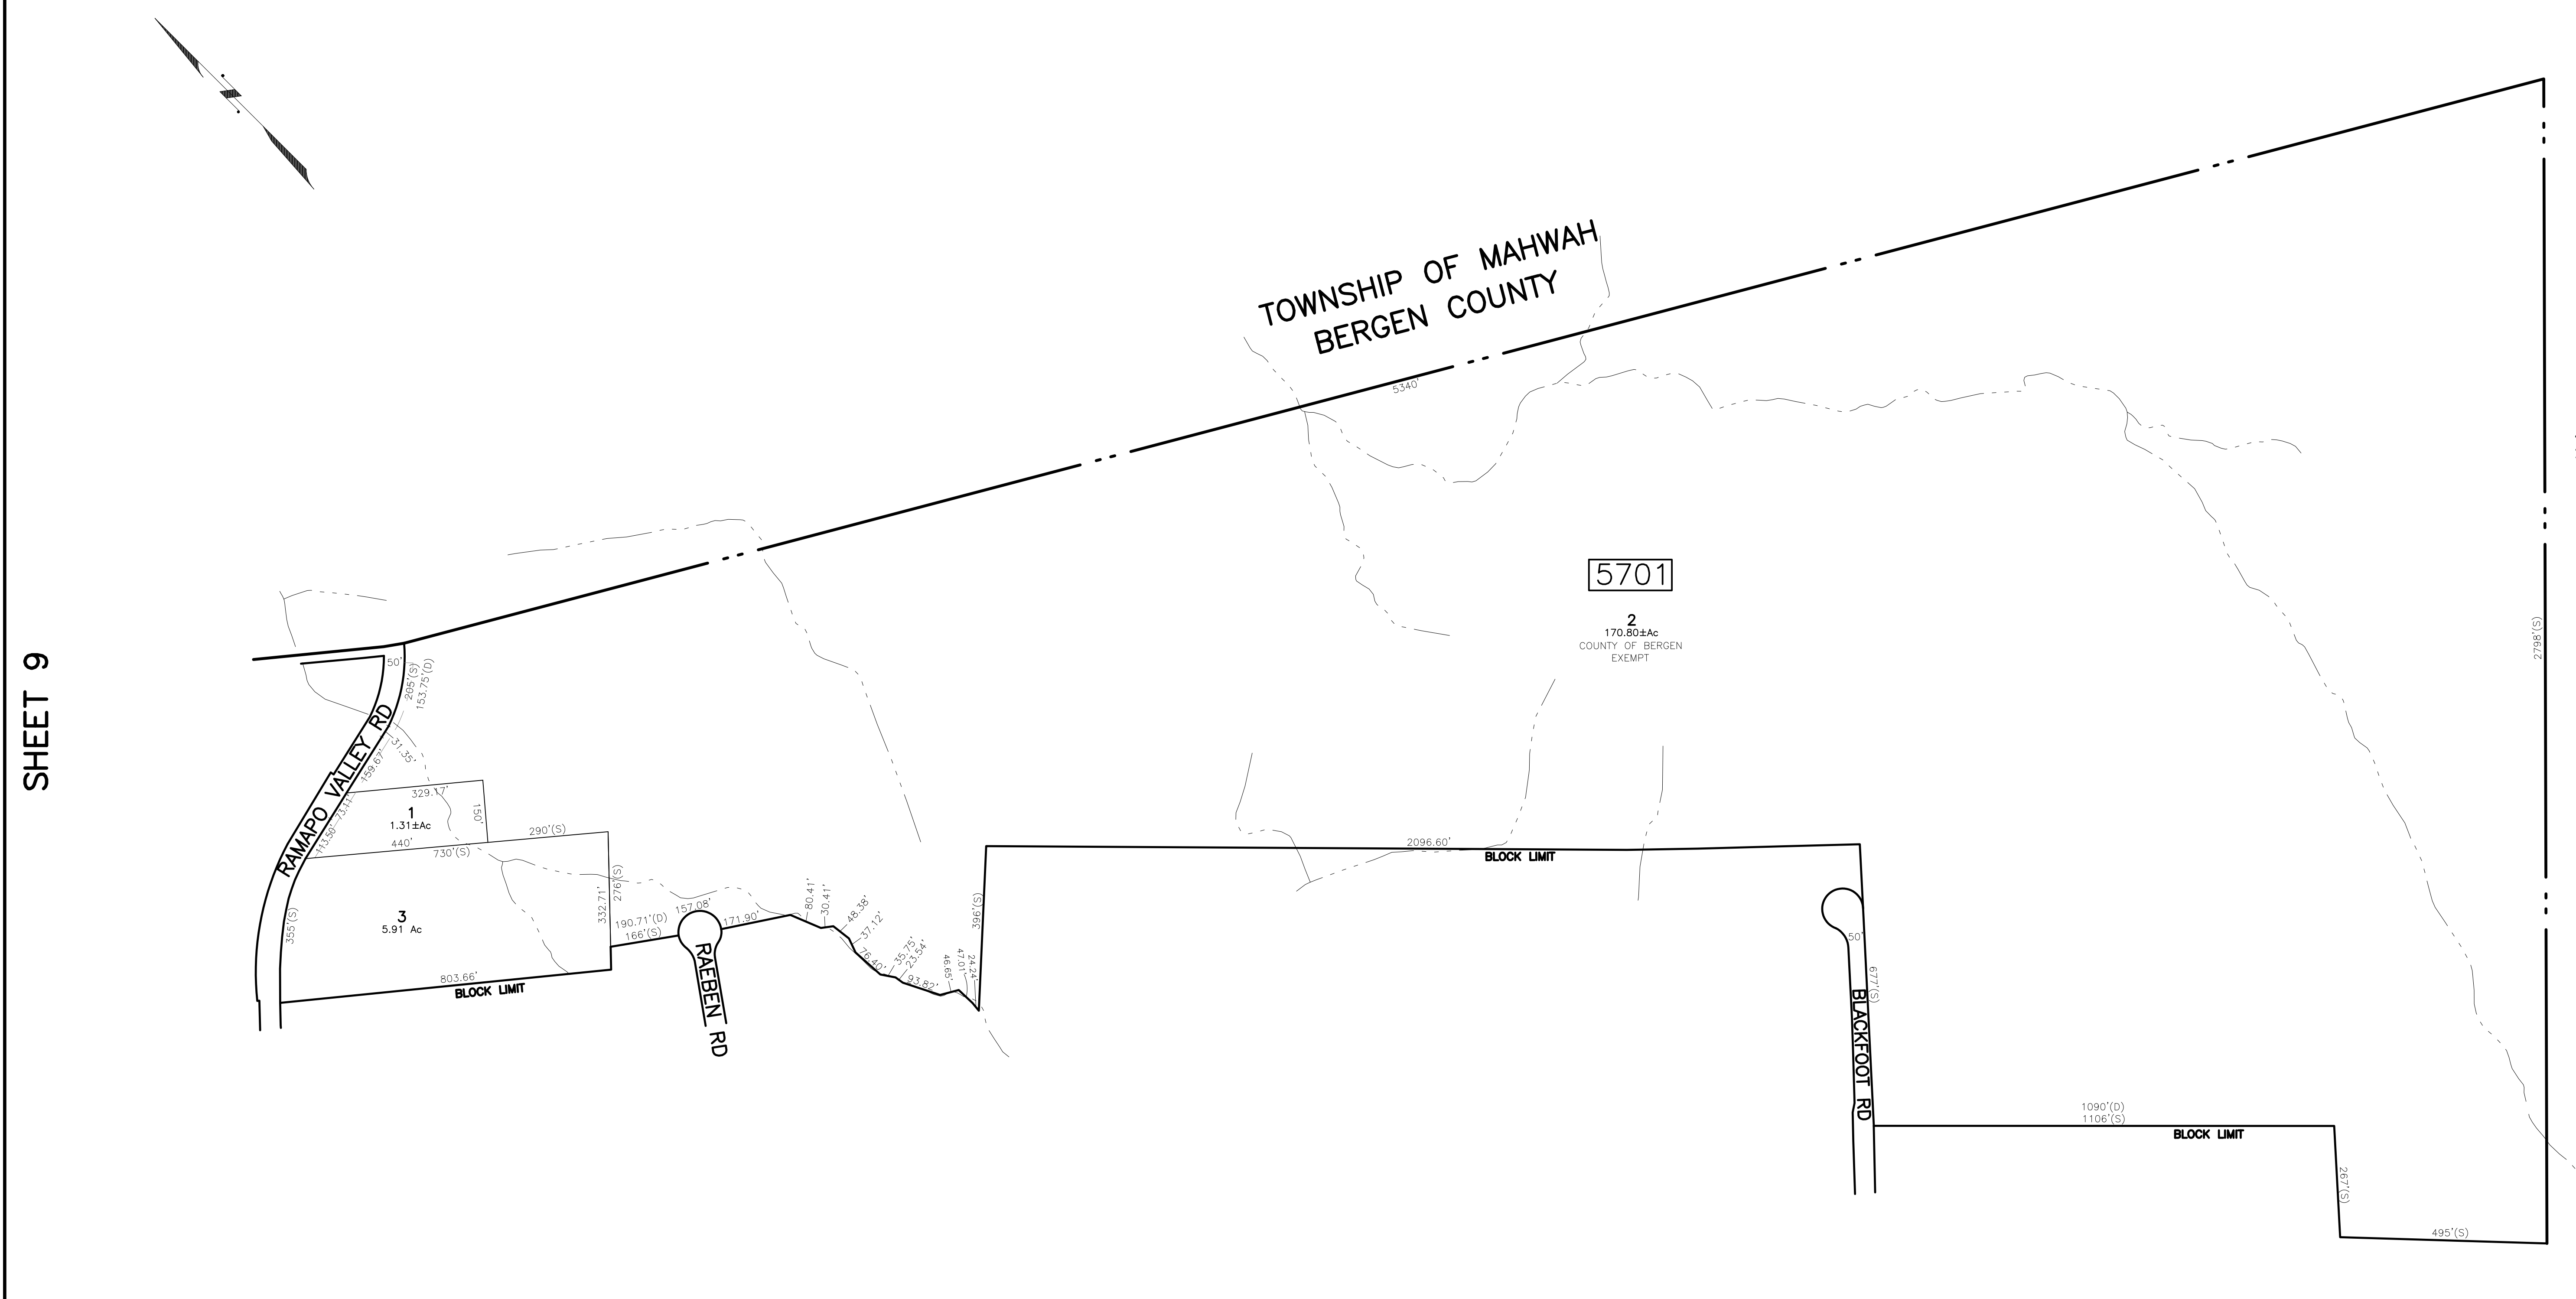 SHEET 9
TOWNSHIP OF MAHWAH
BERGEN COUNTY
5340'
5701
2
170.80±Ac
COUNTY OF BERGEN
EXEMPT
2798'(S)
50'
205'(S)
153.75'(D)
RAMAPO VALLEY RD
31.35'
159.67'
73.11'
113.50'
329.17'
1
1.31±Ac
150'
440'
730'(S)
290'(S)
355'(S)
3
5.91 Ac
332.71'
276'(S)
803.66'
BLOCK LIMIT
190.71'(D)
166'(S)
157.08'
171.90'
RAEBEN RD
80.41'
30.41'
48.38'
37.12'
76.40'
35.75'
23.54'
93.82'
46.65'
47.01'
24.24'
396'(S)
2096.60'
BLOCK LIMIT
50'
677'(S)
BLACKFOOT RD
1090'(D)
1106'(S)
BLOCK LIMIT
267'(S)
495'(S)